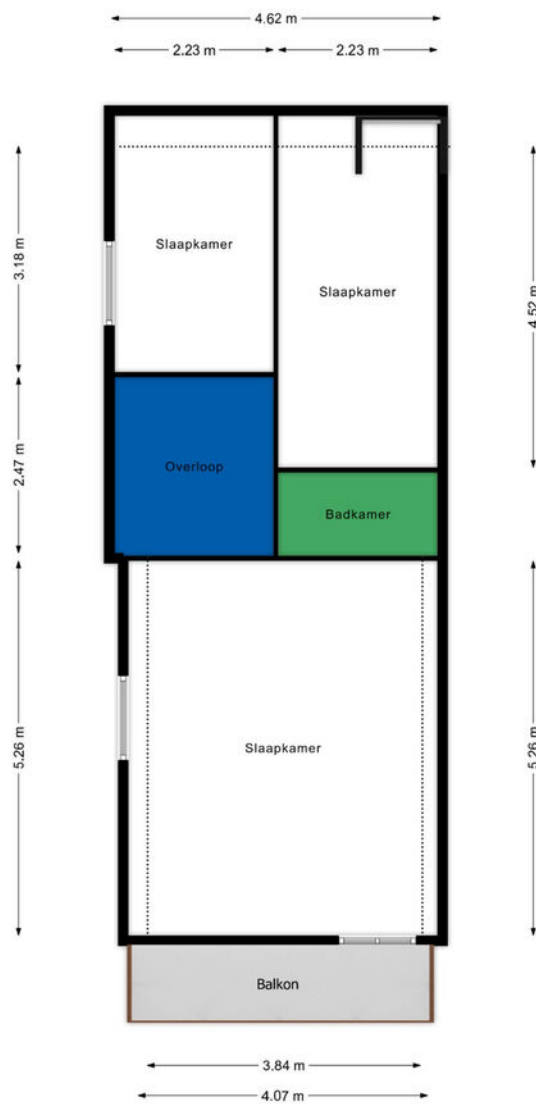 4.62 m
2.23 m
2.23 m
3.18 m
Slaapkamer
Slaapkamer
4.52 m
2.47 m
Overloop
Badkamer
5.26 m
Slaapkamer
5.26 m
Balkon
3.84 m
4.07 m